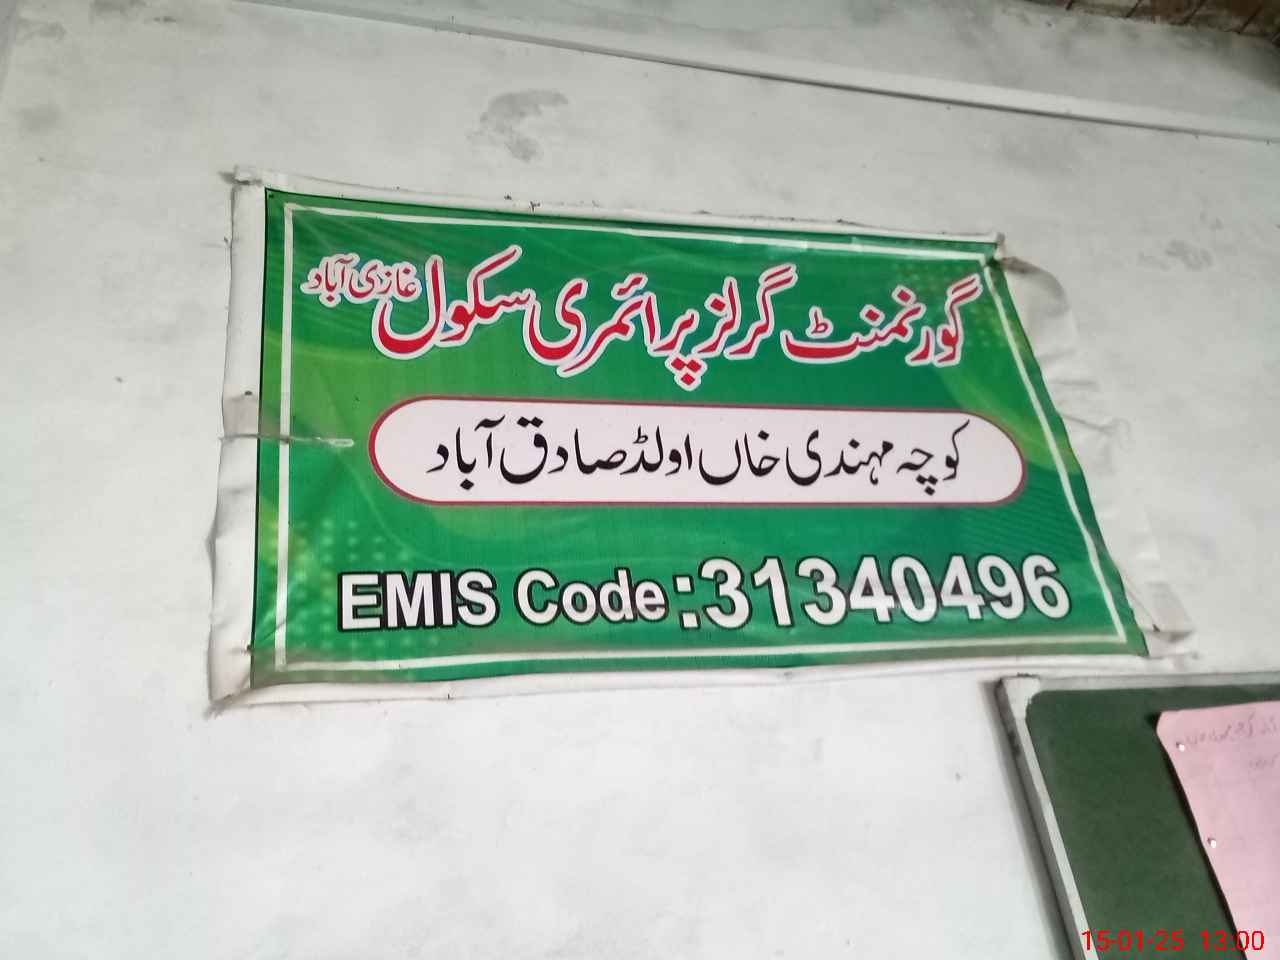 گورنمنٹ گرلز پرائمری سکول غازی آباد
کوچہ مہندی خاں اولڈ صادق آباد
EMIS Code:31340496
15-01-25 13:00